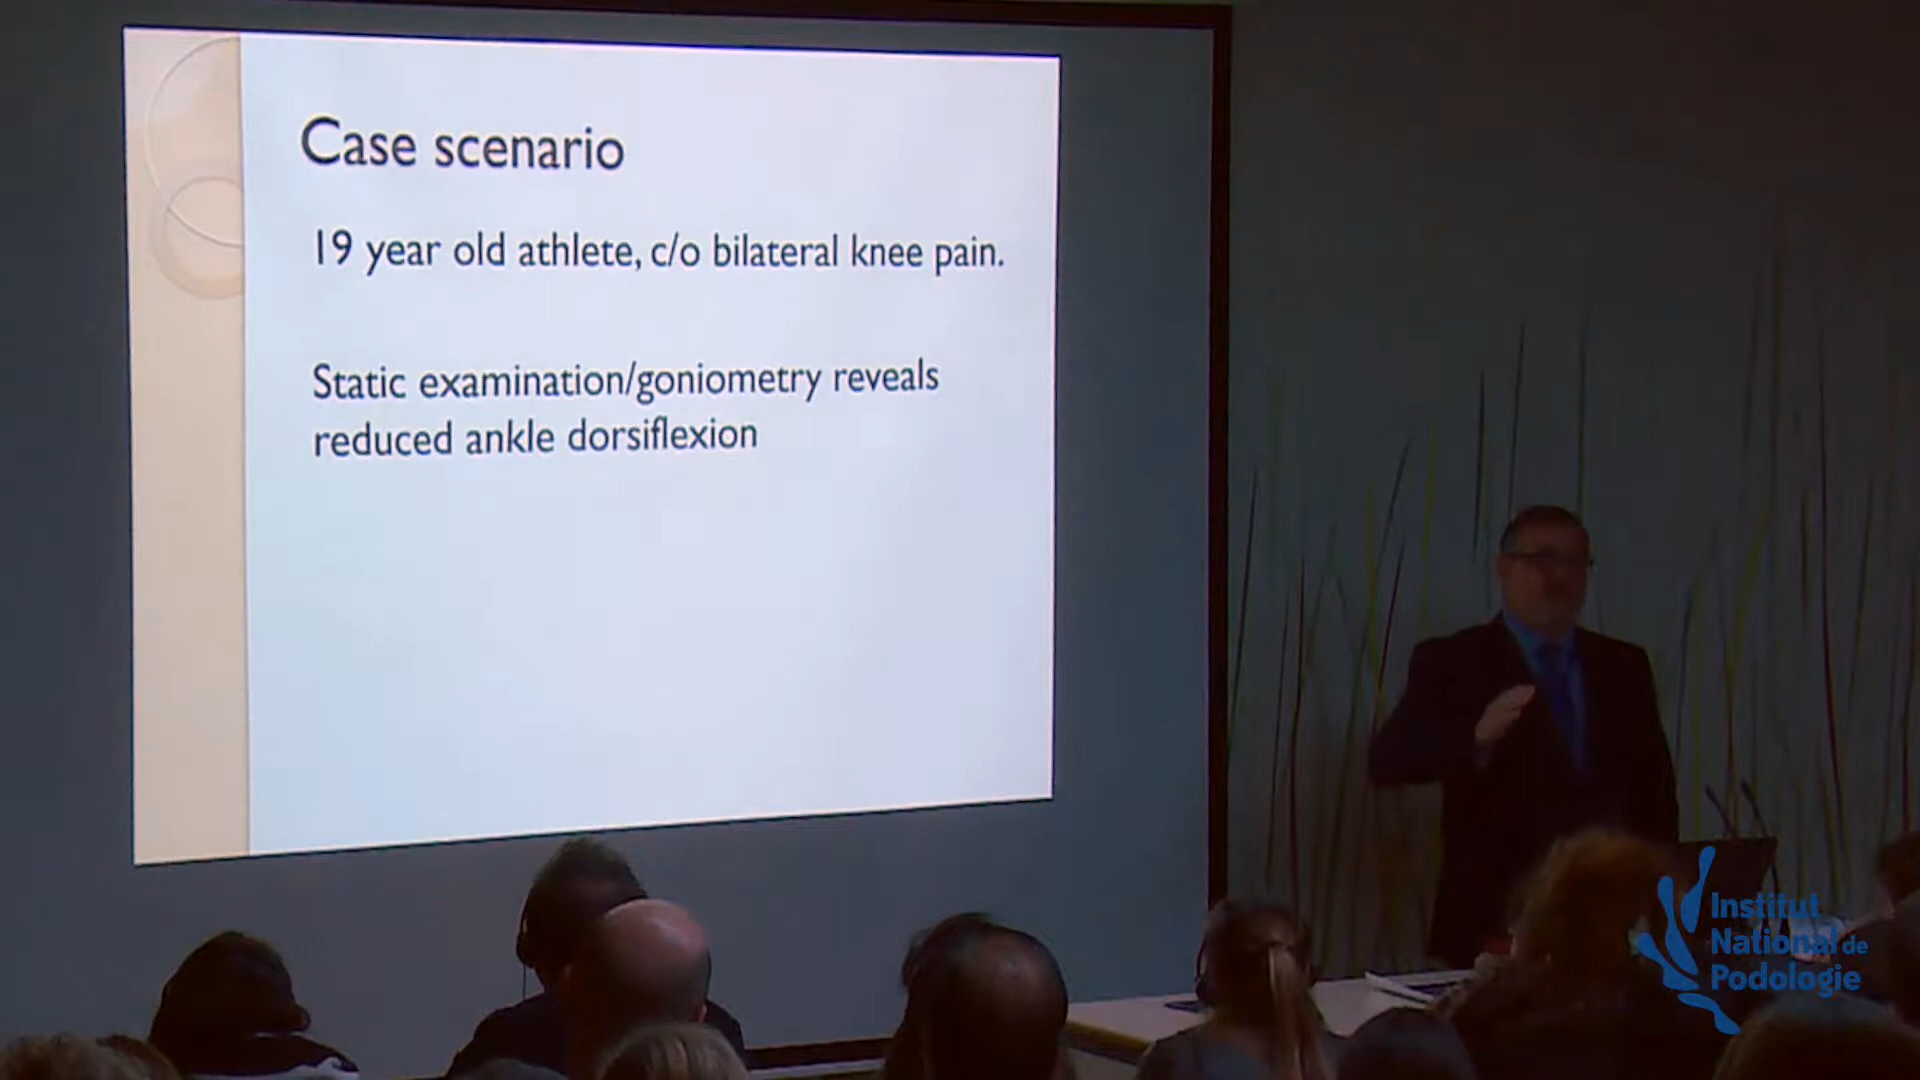 Case scenario
19 year old athlete, c/o bilateral knee pain.
Static examination/goniometry reveals
reduced ankle dorsiflexion
Institut
National de
Podologie